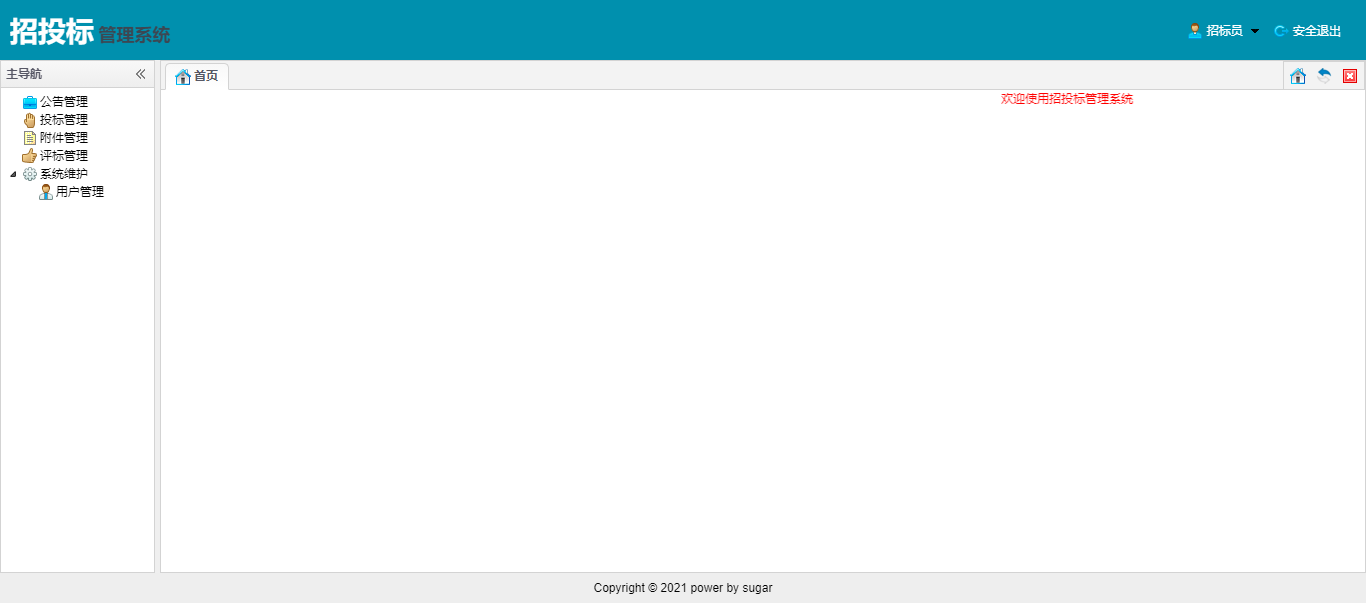 招投标 管理系统
招标员 安全退出
主导航
首页
欢迎使用招投标管理系统
公告管理
投标管理
附件管理
评标管理
系统维护
用户管理
Copyright © 2021 power by sugar